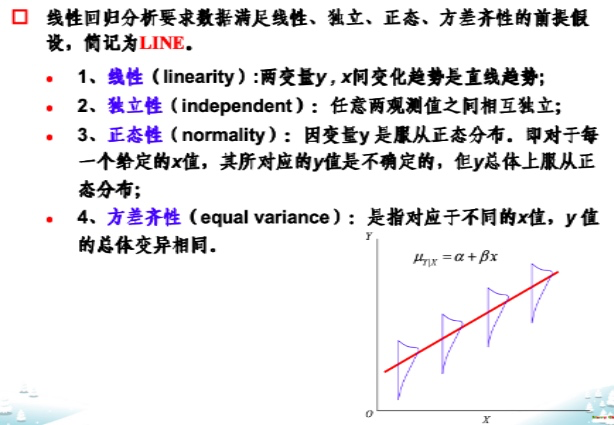 线性回归分析要求数据满足线性、独立、正态、方差齐性的前提假
设，简记为LINE。
1、线性（linearity）:两变量y , x间变化趋势是直线趋势;
2、独立性（independent）: 任意两观测值之间相互独立;
3、正态性（normality）: 因变量y 是服从正态分布。即对于每
一个给定的x值，其所对应的y值是不确定的，但y总体上服从正
态分布;
4、方差齐性（equal variance）: 是指对应于不同的x值，y 值
的总体变异相同。
Y
μY|X = α + βx
O
X